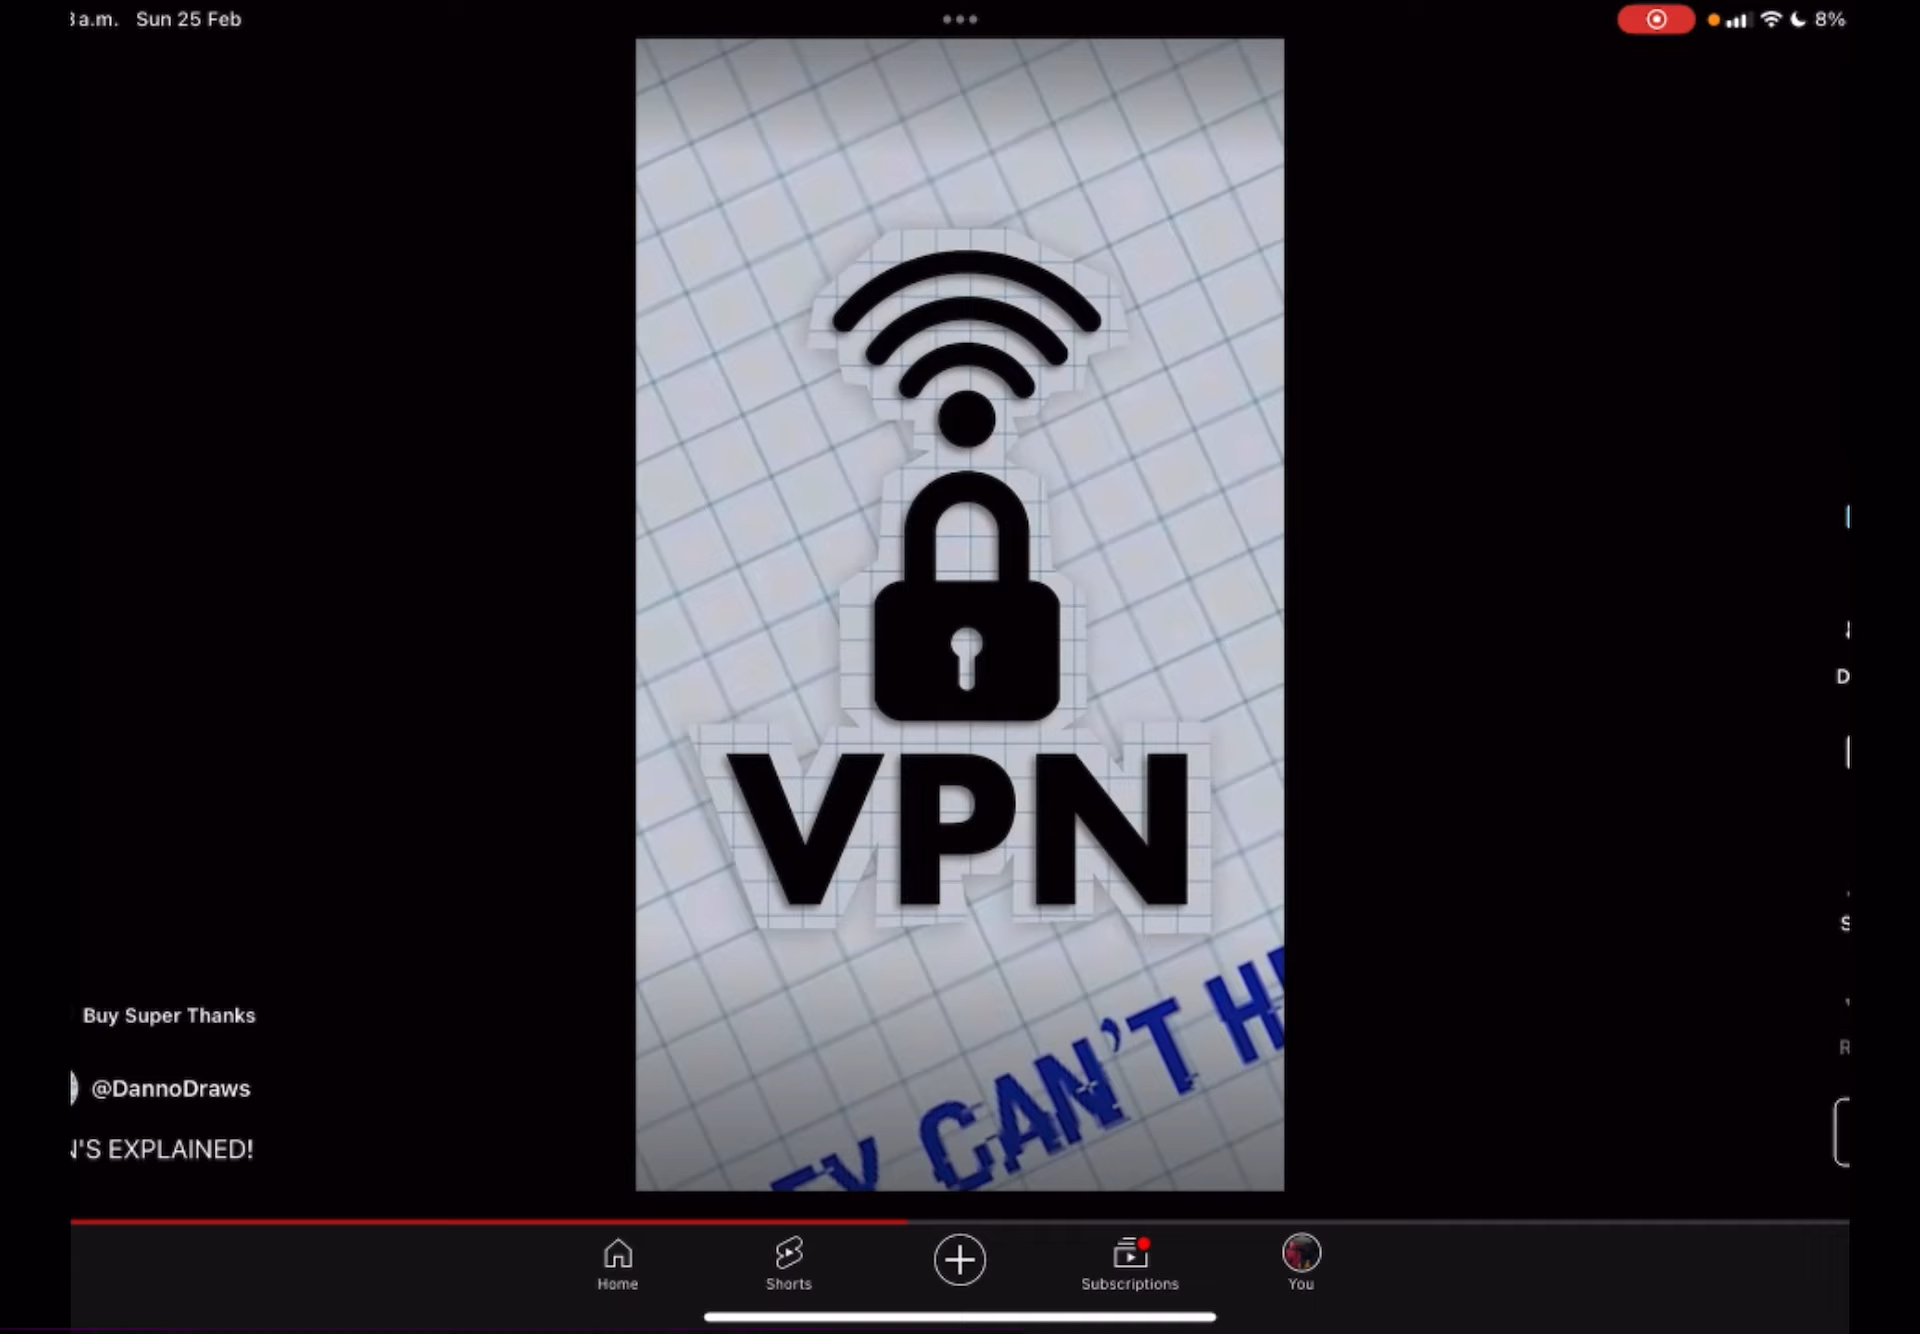 a.m. Sun 25 Feb
8%
VPN
CAN'T
Buy Super Thanks
@DannoDraws
N'S EXPLAINED!
Home
Shorts
Subscriptions
You